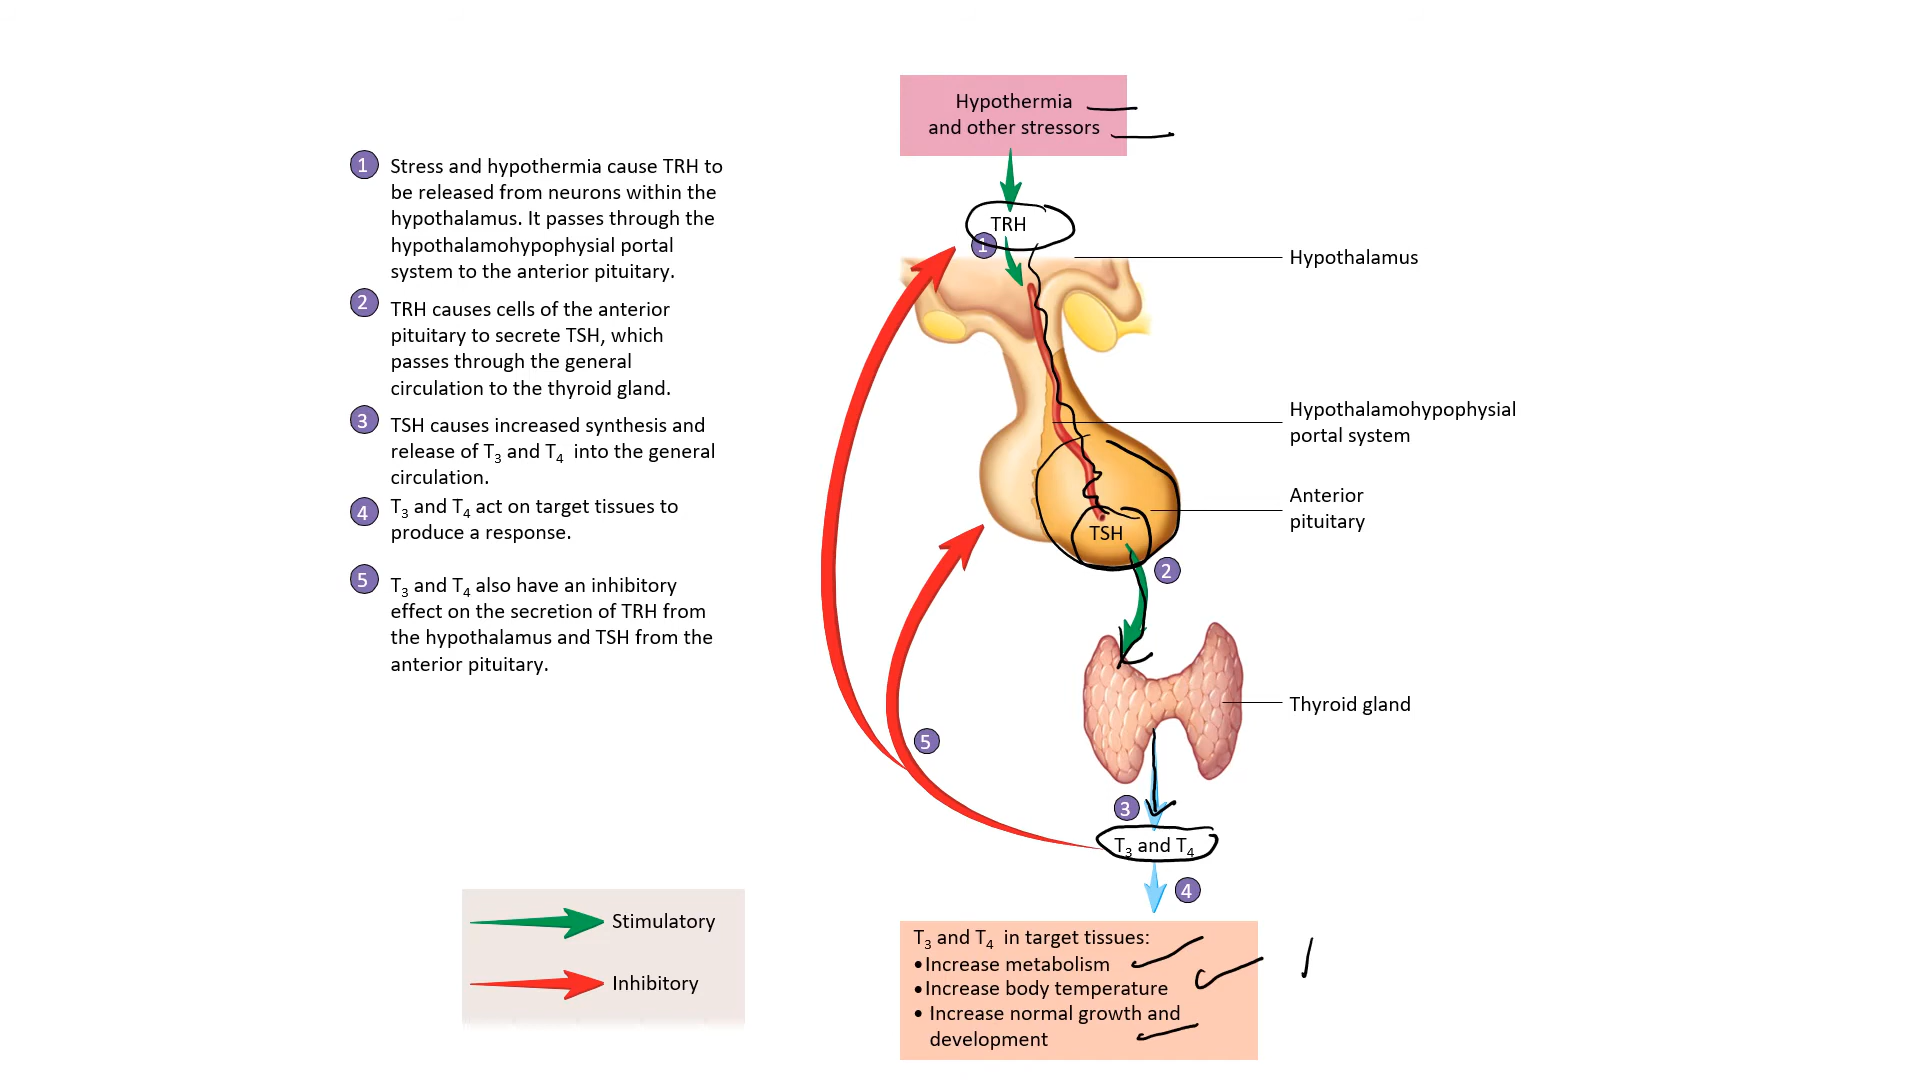 Hypothermia
and other stressors
1 Stress and hypothermia cause TRH to
be released from neurons within the
hypothalamus. It passes through the
hypothalamohypophysial portal
system to the anterior pituitary.
2 TRH causes cells of the anterior
pituitary to secrete TSH, which
passes through the general
circulation to the thyroid gland.
3 TSH causes increased synthesis and
release of T3 and T4 into the general
circulation.
4 T3 and T4 act on target tissues to
produce a response.
5 T3 and T4 also have an inhibitory
effect on the secretion of TRH from
the hypothalamus and TSH from the
anterior pituitary.
TRH
1
Hypothalamus
Hypothalamohypophysial
portal system
Anterior
pituitary
TSH
2
Thyroid gland
5
3
T3 and T4
4
T3 and T4 in target tissues:
•Increase metabolism
•Increase body temperature
• Increase normal growth and
development
Stimulatory
Inhibitory